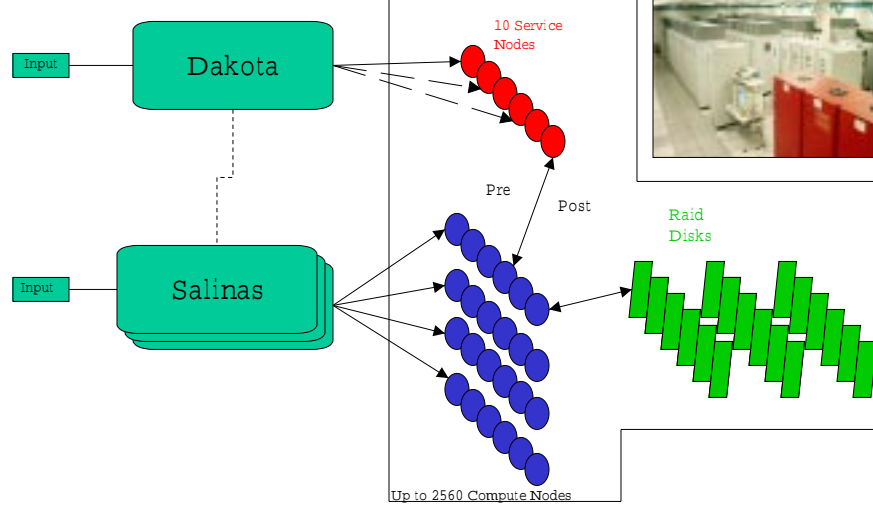 10 Service
Nodes
Input
Dakota
Pre
Post
Raid
Disks
Input
Salinas
Up to 2560 Compute Nodes